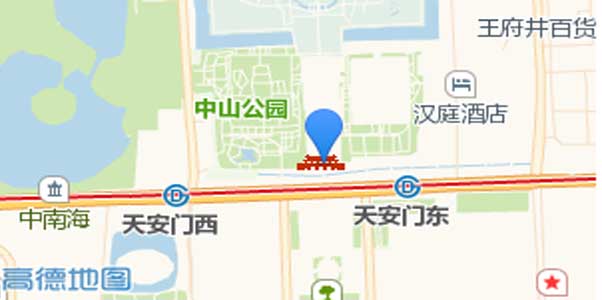 王府井百货
中山公园
汉庭酒店
中南海
天安门西
天安门东
高德地图